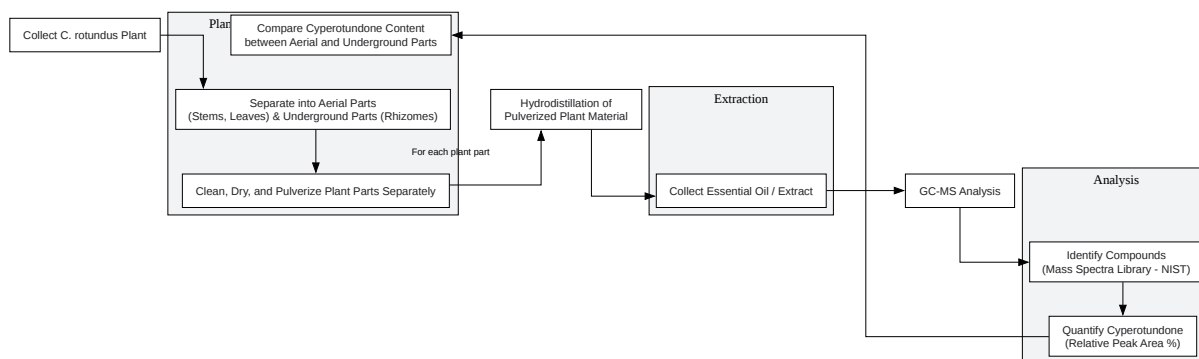 Plan
Compare Cyperotundone Content
between Aerial and Underground Parts
Collect C. rotundus Plant
Separate into Aerial Parts
(Stems, Leaves) & Underground Parts (Rhizomes)
Hydrodistillation of
Pulverized Plant Material
Extraction
For each plant part
Clean, Dry, and Pulverize Plant Parts Separately
Collect Essential Oil / Extract
GC-MS Analysis
Analysis
Identify Compounds
(Mass Spectra Library - NIST)
Quantify Cyperotundone
(Relative Peak Area %)